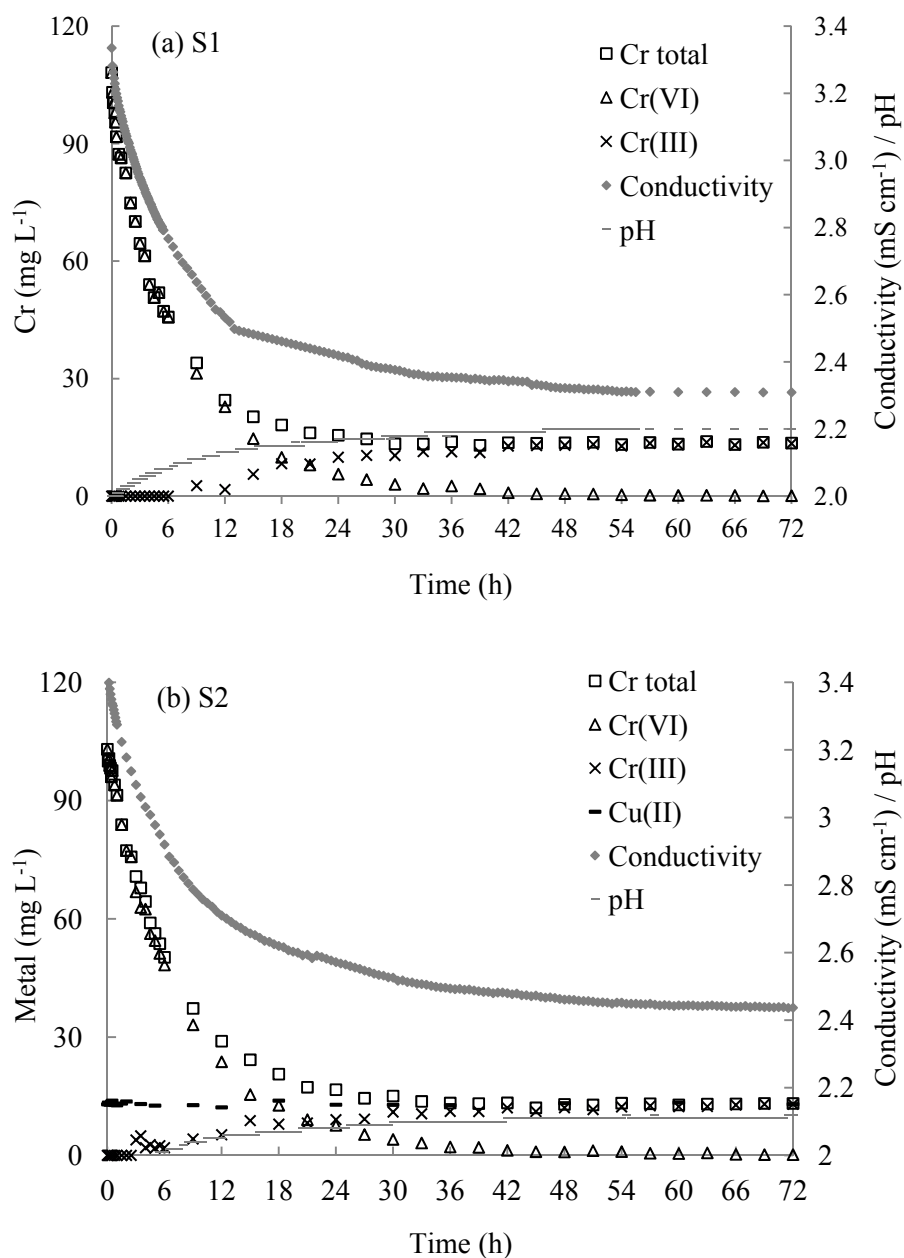 (a) S1
Cr total
Cr(VI)
Cr(III)
Conductivity
pH
120
90
60
30
0
Cr (mg L⁻¹)
3.4
3.2
3.0
2.8
2.6
2.4
2.2
2.0
Conductivity (mS cm⁻¹) / pH
0 6 12 18 24 30 36 42 48 54 60 66 72
Time (h)
(b) S2
Cr total
Cr(VI)
Cr(III)
Cu(II)
Conductivity
pH
120
90
60
30
0
Metal (mg L⁻¹)
3.4
3.2
3
2.8
2.6
2.4
2.2
2
Conductivity (mS cm⁻¹) / pH
0 6 12 18 24 30 36 42 48 54 60 66 72
Time (h)